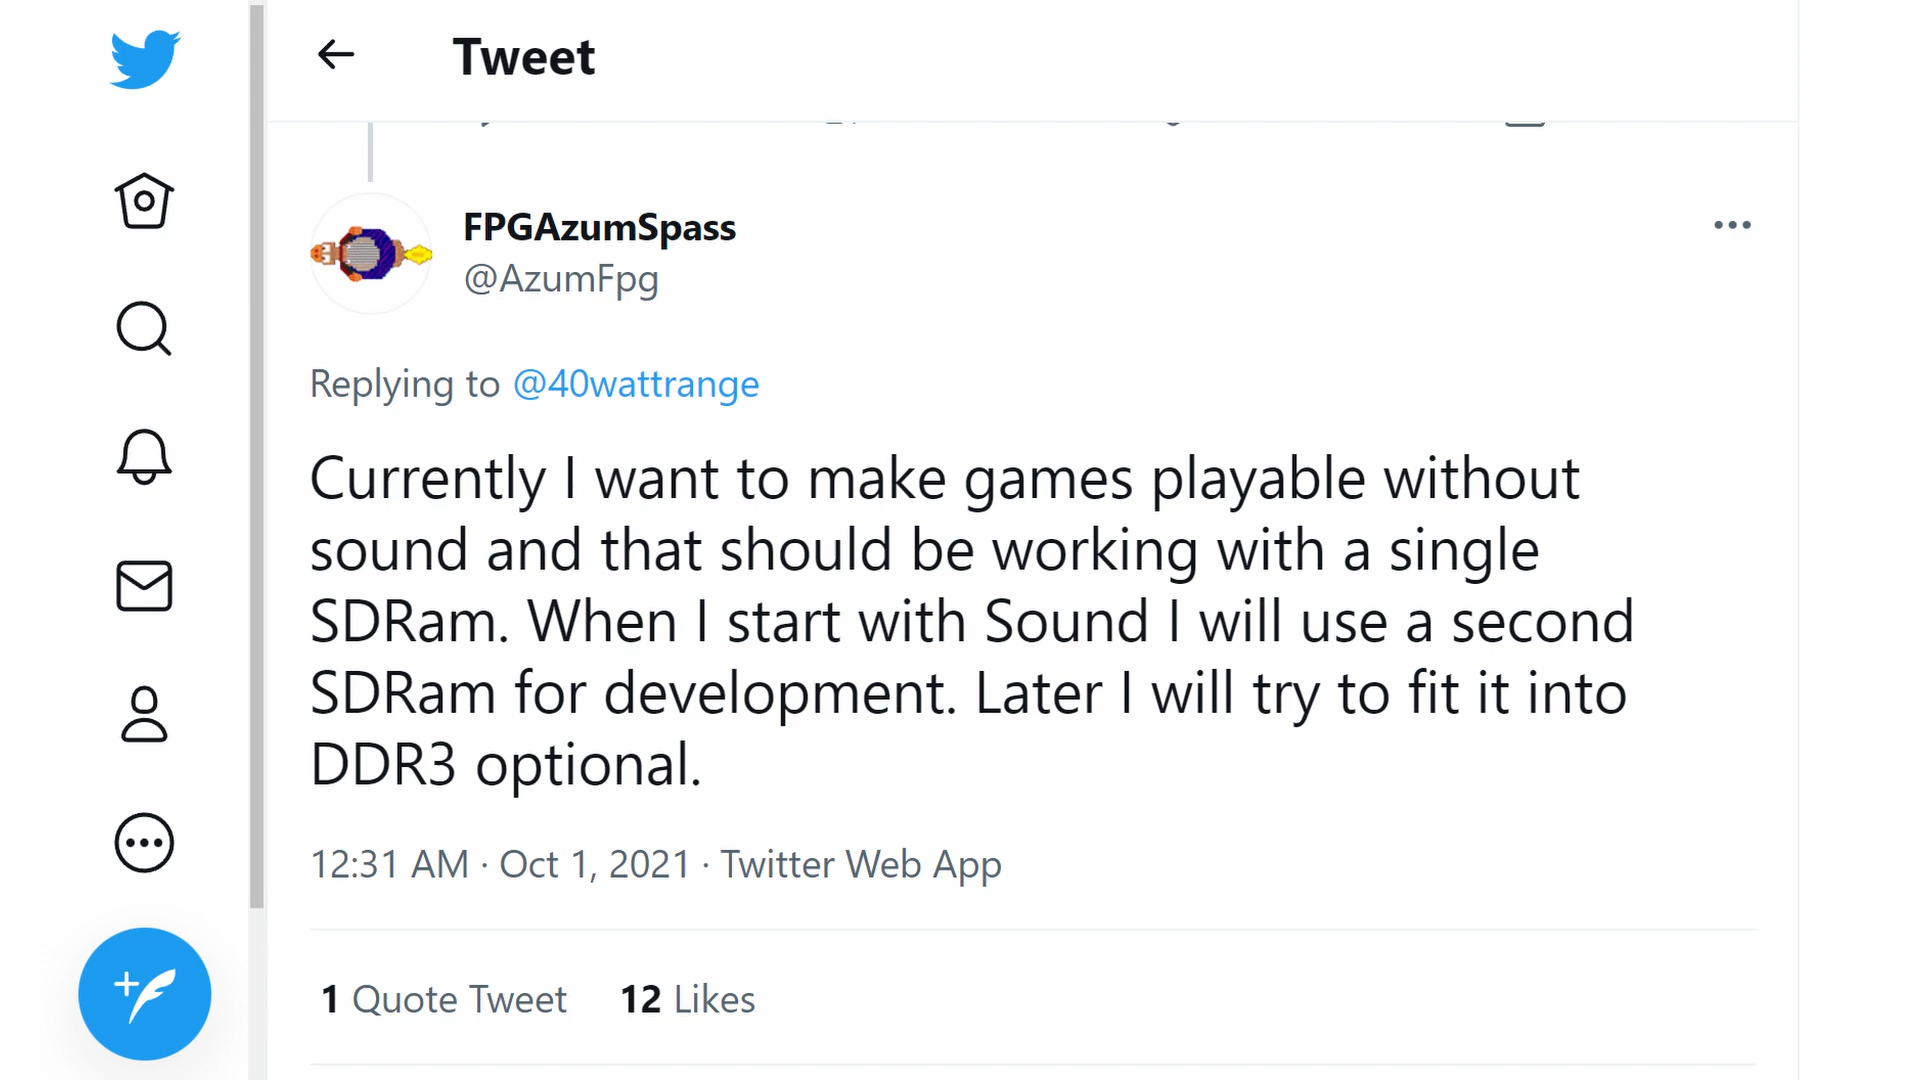 Tweet
FPGAzumSpass
@AzumFpg
Replying to @40wattrange
Currently I want to make games playable without
sound and that should be working with a single
SDRam. When I start with Sound I will use a second
SDRam for development. Later I will try to fit it into
DDR3 optional.
12:31 AM · Oct 1, 2021 · Twitter Web App
1 Quote Tweet 12 Likes